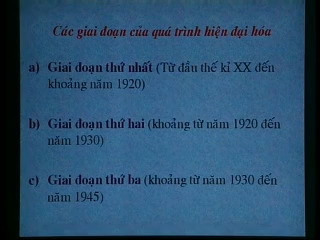 Các giai đoạn của quá trình hiện đại hóa
a) Giai đoạn thứ nhất (Từ đầu thế kỉ XX đến
khoảng năm 1920)
b) Giai đoạn thứ hai (khoảng từ năm 1920 đến
năm 1930)
c) Giai đoạn thứ ba (khoảng từ năm 1930 đến
năm 1945)